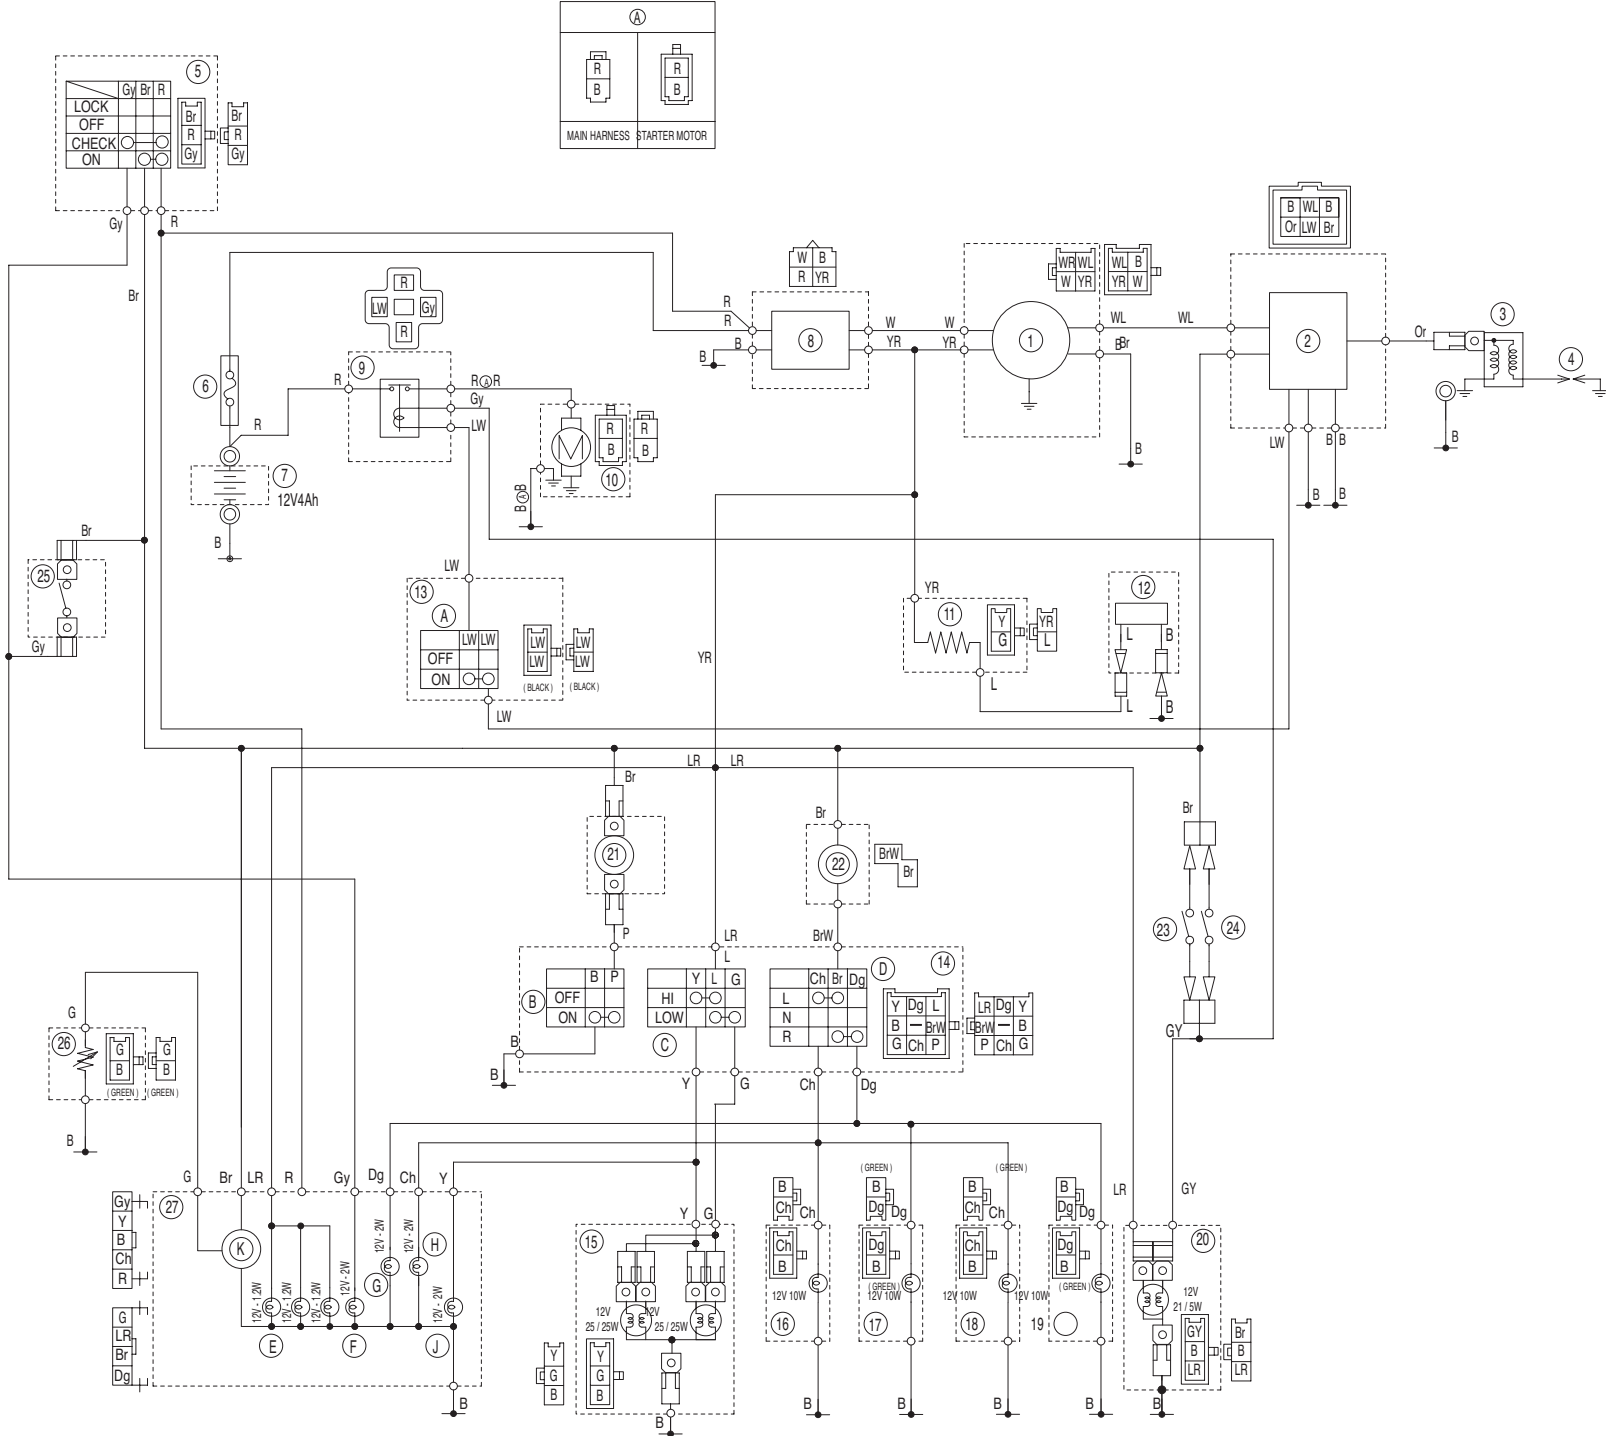 A
R R
B B
MAIN HARNESS STARTER MOTOR
5
Gy Br R
LOCK
OFF
CHECK
ON
Br Br
R R
Gy Gy
Gy R
Br
B WL B
Or LW Br
W B
R YR
WR WL WL B
W YR YR W
R
R
B B
8
W W
YR YR
1
WL WL
B Br
B
2
Or
3
4
B
LW B B
B B
R
LW Gy
R
9
6
R
R
R A R
Gy
LW
R R
B B
10
M
B A B
7
12V4Ah
B
Br
25
Gy
LW
13
A
LW LW
OFF
ON
LW LW
LW LW
( BLACK ) ( BLACK )
LW
YR
YR
11
Y YR
G L
L
12
L B
L B
LR LR
Br
21
P
Br
22
BrW
Br
BrW
LR
L
Br
23 24
GY
14
B
B P
OFF
ON
Y L G
HI
LOW
C
D
Ch Br Dg
L
N
R
Y Dg L
B BrW
G Ch P
LR Dg Y
BrW B
P Ch G
B
B
Y G Ch Dg
G
26
G G
B B
( GREEN ) ( GREEN )
B
G Br LR R Gy Dg Ch Y
27
Gy
Y
B
Ch
R
G
LR
Br
Dg
K
12V - 1.2W 12V - 1.2W 12V - 1.2W 12V - 2W 12V - 2W 12V - 2W 12V - 2W
G
H
E F J
B
Y G
15
12V 12V
25 / 25W 25 / 25W
Y Y
G G
B B
B
B
Ch
Ch
Ch
B
12V 10W
16
B
( GREEN )
B
Dg
Dg
Dg
B
( GREEN )
12V 10W
17
B
( GREEN )
B
Ch
Ch
Ch
B
12V 10W
18
B
B
Dg
Dg
Dg
B
( GREEN )
12V 10W
19
B
LR GY
20
12V
21 / 5W
GY Br
B B
LR LR
B